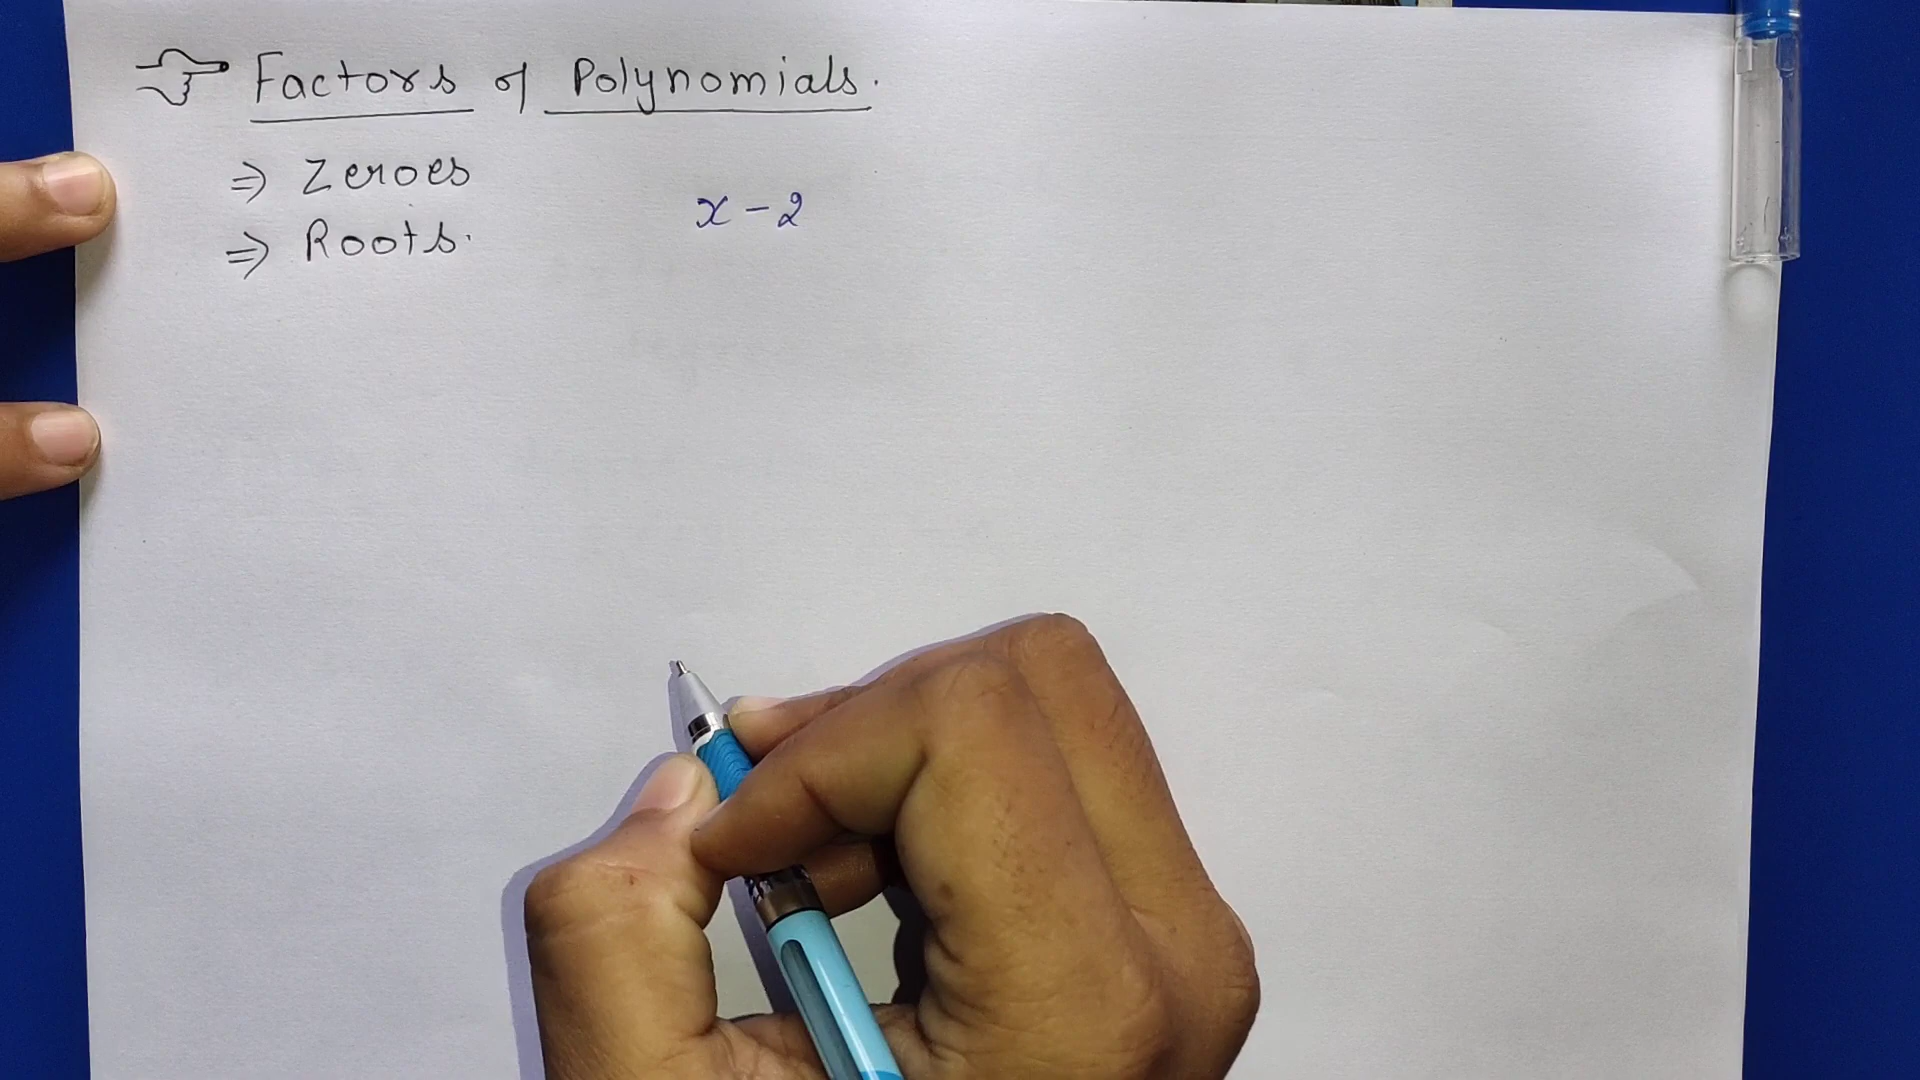 Factors of Polynomials.
⇒ Zeroes
x - 2
⇒ Roots.